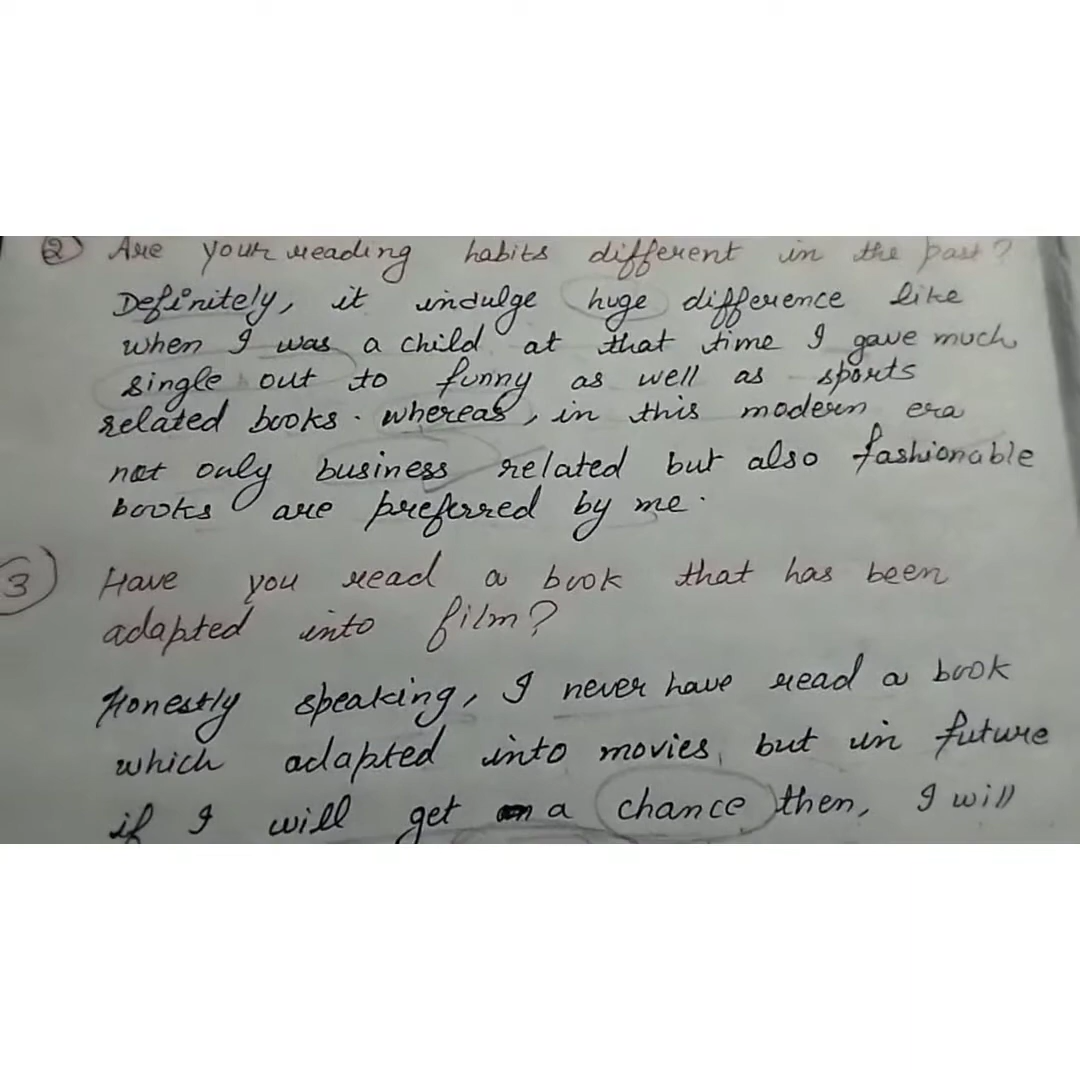 2 Are your reading habits different in the past?
Definitely, it indulge huge difference like
when I was a child at that time I gave much
single out to funny as well as sports
related books. whereas, in this modern era
not only business related but also fashionable
books are preferred by me.
3 Have you read a book that has been
adapted into film?
Honestly speaking, I never have read a book
which adapted into movies, but in future
if I will get a chance then, I will